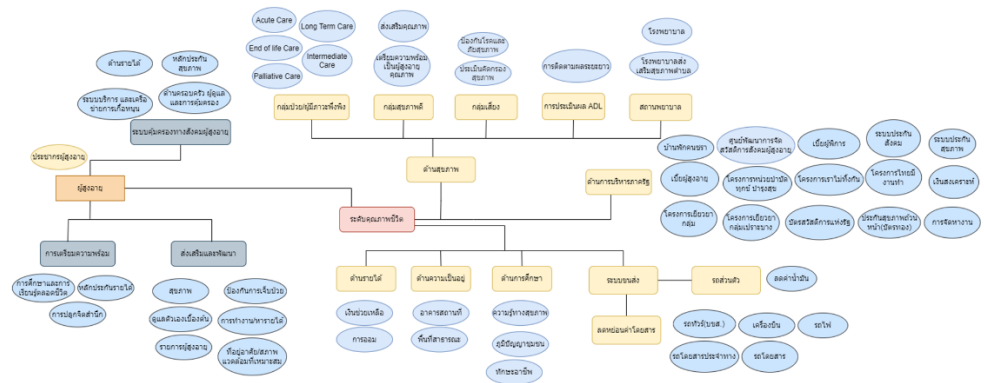 Acute Care
Long Term Care
End of life Care
Intermediate
Care
Palliative Care
ส่งเสริมคุณภาพ
เตรียมความพร้อม
เป็นผู้สูงอายุ
คุณภาพ
ป้องกันโรคและ
ภัยสุขภาพ
ประเมินคัดกรอง
สุขภาพ
การติดตามผลระยะยาว
โรงพยาบาล
โรงพยาบาลส่ง
เสริมสุขภาพตำบล
กลุ่มป่วย/ผู้มีภาวะพึ่งพิง
กลุ่มสุขภาพดี
กลุ่มเสี่ยง
การประเมินผล ADL
สถานพยาบาล
ด้านรายได้
หลักประกัน
สุขภาพ
ระบบบริการ และเครือ
ข่ายการเกื้อหนุน
ด้านครอบครัว ผู้ดูแล
และการคุ้มครอง
ระบบคุ้มครองทางสังคมผู้สูงอายุ
ประชากรผู้สูงอายุ
ผู้สูงอายุ
ด้านสุขภาพ
ด้านการบริหารภาครัฐ
ระดับคุณภาพชีวิต
บ้านพักคนชรา
ศูนย์พัฒนาการจัด
สวัสดิการสังคมผู้สูงอายุ
เบี้ยผู้พิการ
ระบบประกัน
สังคม
ระบบประกัน
สุขภาพ
เบี้ยผู้สูงอายุ
โครงการหน่วยบำบัด
ทุกข์ บำรุงสุข
โครงการเราไม่ทิ้งกัน
โครงการไทยมี
งานทำ
เงินสงเคราะห์
โครงการเยียวยา
กลุ่ม
โครงการเยียวยา
กลุ่มเปราะบาง
บัตรสวัสดิการแห่งรัฐ
ประกันสุขภาพถ้วน
หน้า(บัตรทอง)
การจัดหางาน
การเตรียมความพร้อม
ส่งเสริมและพัฒนา
การศึกษาและการ
เรียนรู้ตลอดชีวิต
หลักประกันรายได้
การปลูกจิตสำนึก
สุขภาพ
ป้องกันการเจ็บป่วย
ดูแลตัวเองเบื้องต้น
การทำงาน/หารายได้
รายการผู้สูงอายุ
ที่อยู่อาศัย/สภาพ
แวดล้อมที่เหมาะสม
ด้านรายได้
ด้านความเป็นอยู่
ด้านการศึกษา
ระบบขนส่ง
รถส่วนตัว
ลดค่าน้ำมัน
เงินช่วยเหลือ
การออม
อาคารสถานที่
พื้นที่สาธารณะ
ความรู้ทางสุขภาพ
ภูมิปัญญาชุมชน
ทักษะอาชีพ
ลดหย่อนค่าโดยสาร
รถทัวร์(บขส.)
เครื่องบิน
รถไฟ
รถโดยสารประจำทาง
รถโดยสาร